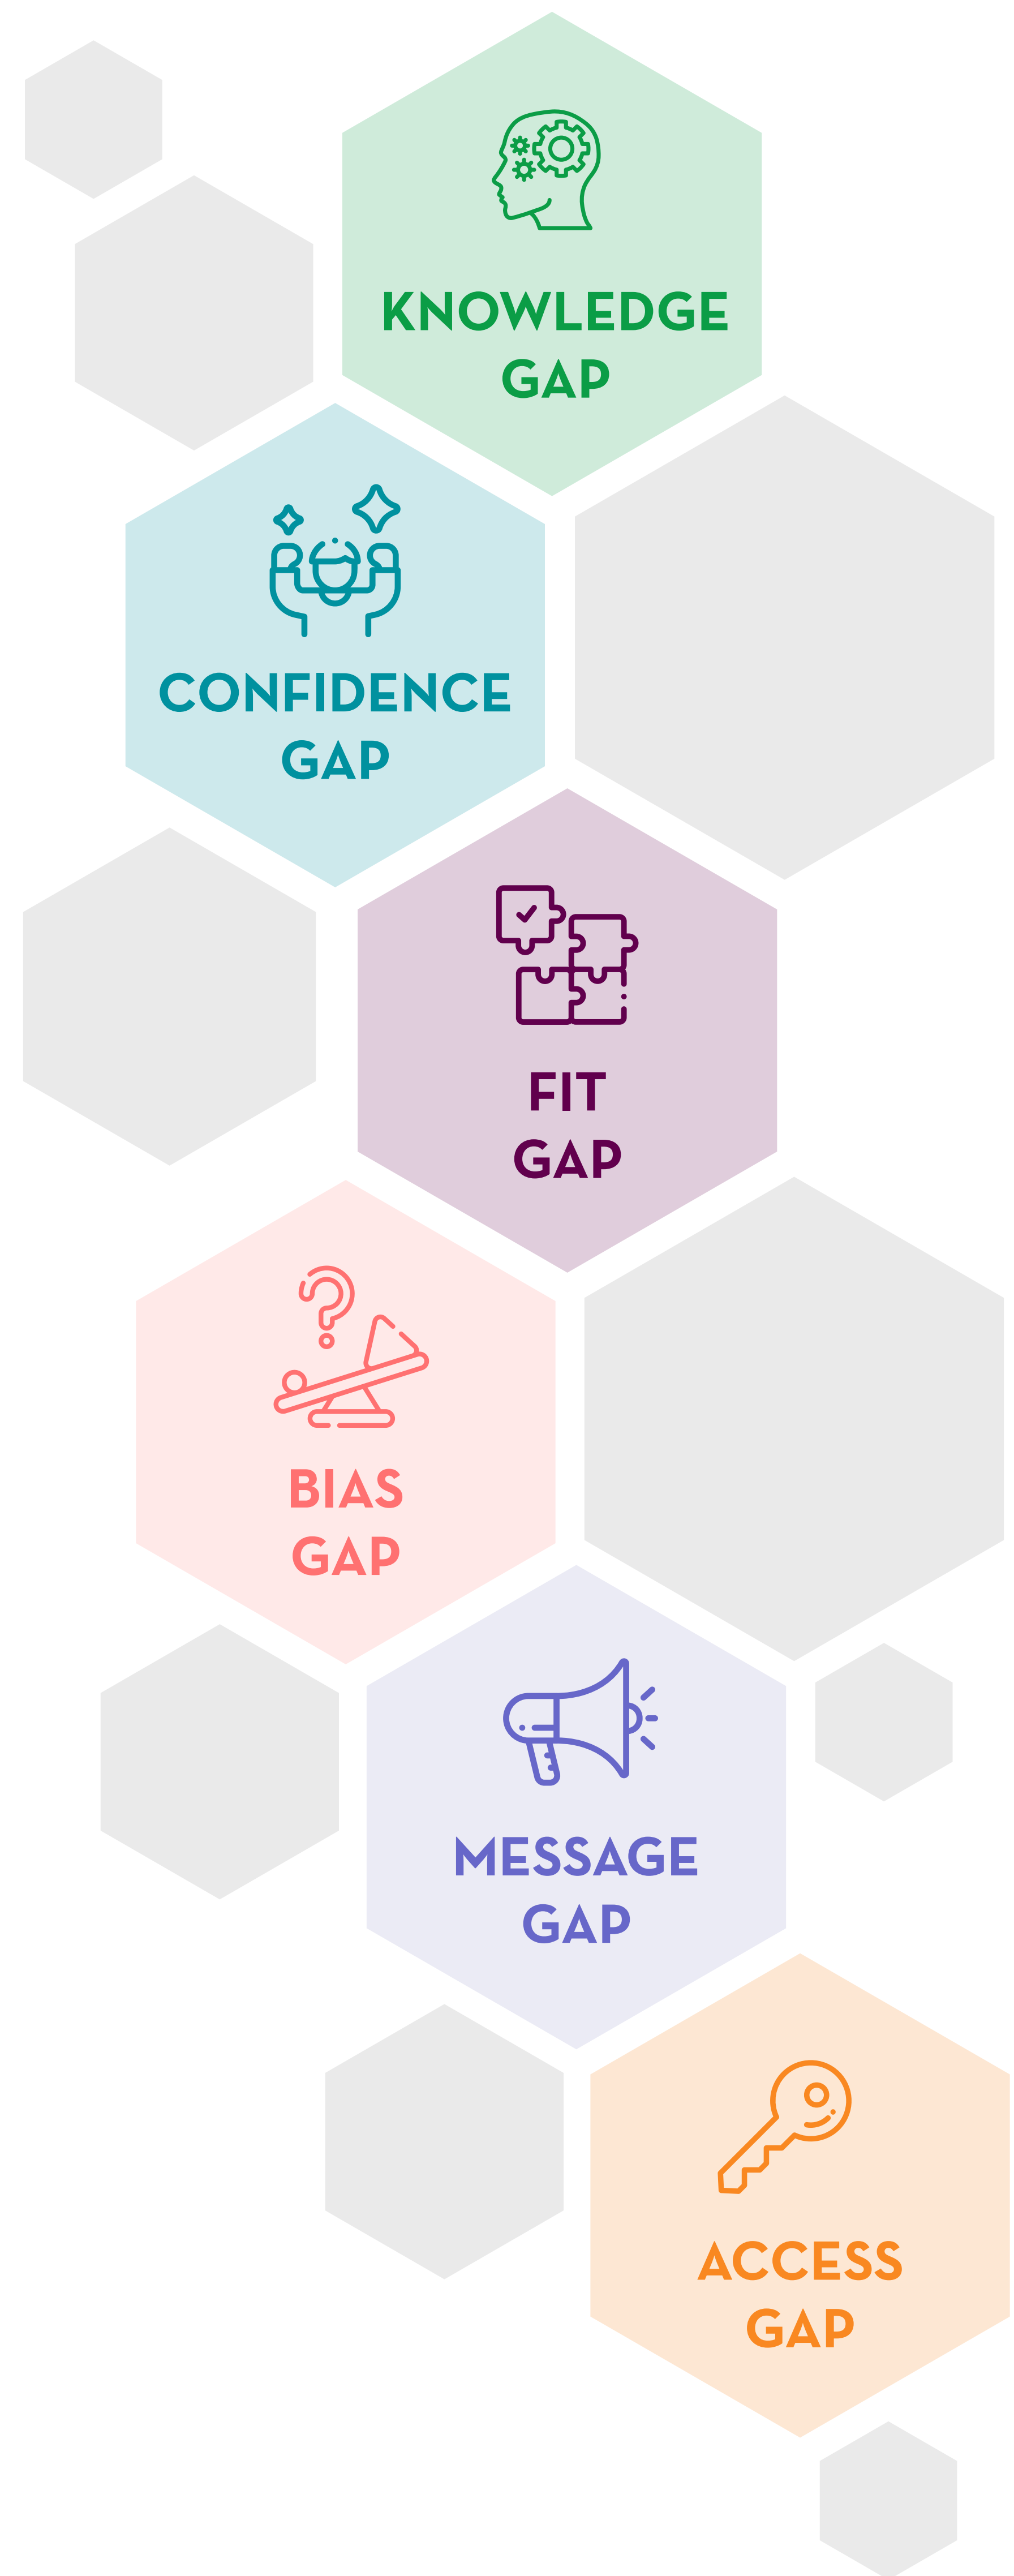 KNOWLEDGE
GAP
CONFIDENCE
GAP
FIT
GAP
BIAS
GAP
MESSAGE
GAP
ACCESS
GAP